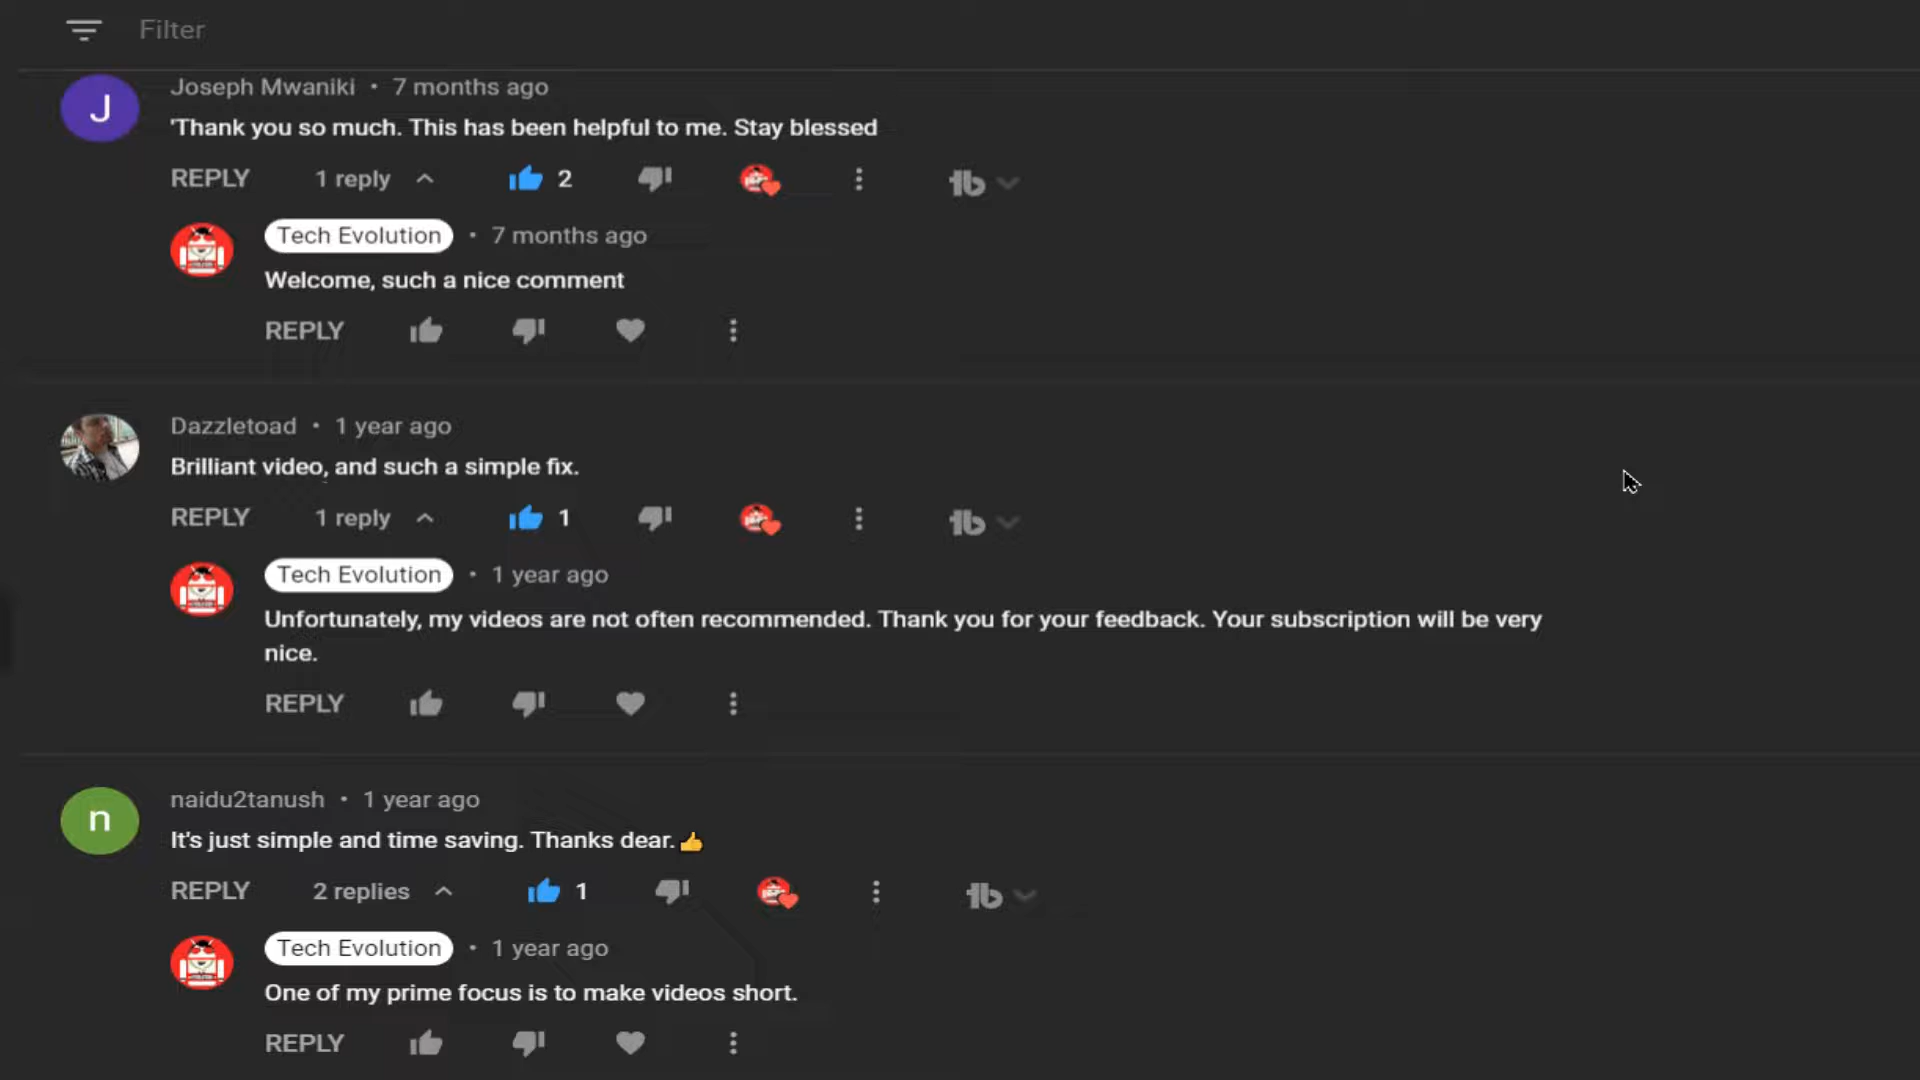 Filter
Joseph Mwaniki • 7 months ago
J
'Thank you so much. This has been helpful to me. Stay blessed
REPLY 1 reply 2
Tech Evolution • 7 months ago
Welcome, such a nice comment
REPLY
Dazzletoad • 1 year ago
Brilliant video, and such a simple fix.
REPLY 1 reply 1
Tech Evolution • 1 year ago
Unfortunately, my videos are not often recommended. Thank you for your feedback. Your subscription will be very
nice.
REPLY
naidu2tanush • 1 year ago
n
It's just simple and time saving. Thanks dear.👍
REPLY 2 replies 1
Tech Evolution • 1 year ago
One of my prime focus is to make videos short.
REPLY